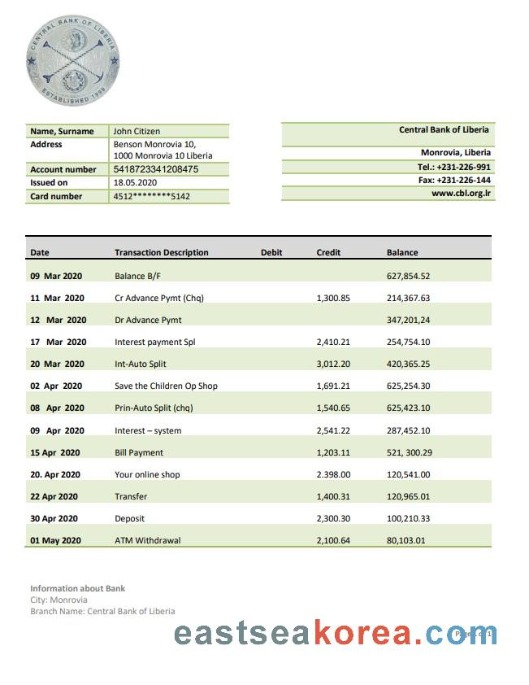 CENTRAL BANK OF LIBERIA
ESTABLISHED 1999
Name, Surname John Citizen
Address Benson Monrovia 10,
1000 Monrovia 10 Liberia
Account number 5418723341208475
Issued on 18.05.2020
Card number 4512********5142
Central Bank of Liberia
Monrovia, Liberia
Tel.: +231-226-991
Fax: +231-226-144
www.cbl.org.lr
Date Transaction Description Debit Credit Balance
09 Mar 2020 Balance B/F 627,854.52
11 Mar 2020 Cr Advance Pymt (Chq) 1,300.85 214,367.63
12 Mar 2020 Dr Advance Pymt 347,201,24
17 Mar 2020 Interest payment Spl 2,410.21 254,754.10
20 Mar 2020 Int-Auto Split 3,012.20 420,365.25
02 Apr 2020 Save the Children Op Shop 1,691.21 625,254.30
08 Apr 2020 Prin-Auto Split (chq) 1,540.65 625,423.10
09 Apr 2020 Interest – system 2,541.22 287,452.10
15 Apr 2020 Bill Payment 1,203.11 521, 300.29
20. Apr 2020 Your online shop 2.398.00 120,541.00
22 Apr 2020 Transfer 1,400.31 120,965.01
30 Apr 2020 Deposit 2,300.30 100,210.33
01 May 2020 ATM Withdrawal 2,100.64 80,103.01
Information about Bank
City: Monrovia
Branch Name: Central Bank of Liberia
eastseakorea.com